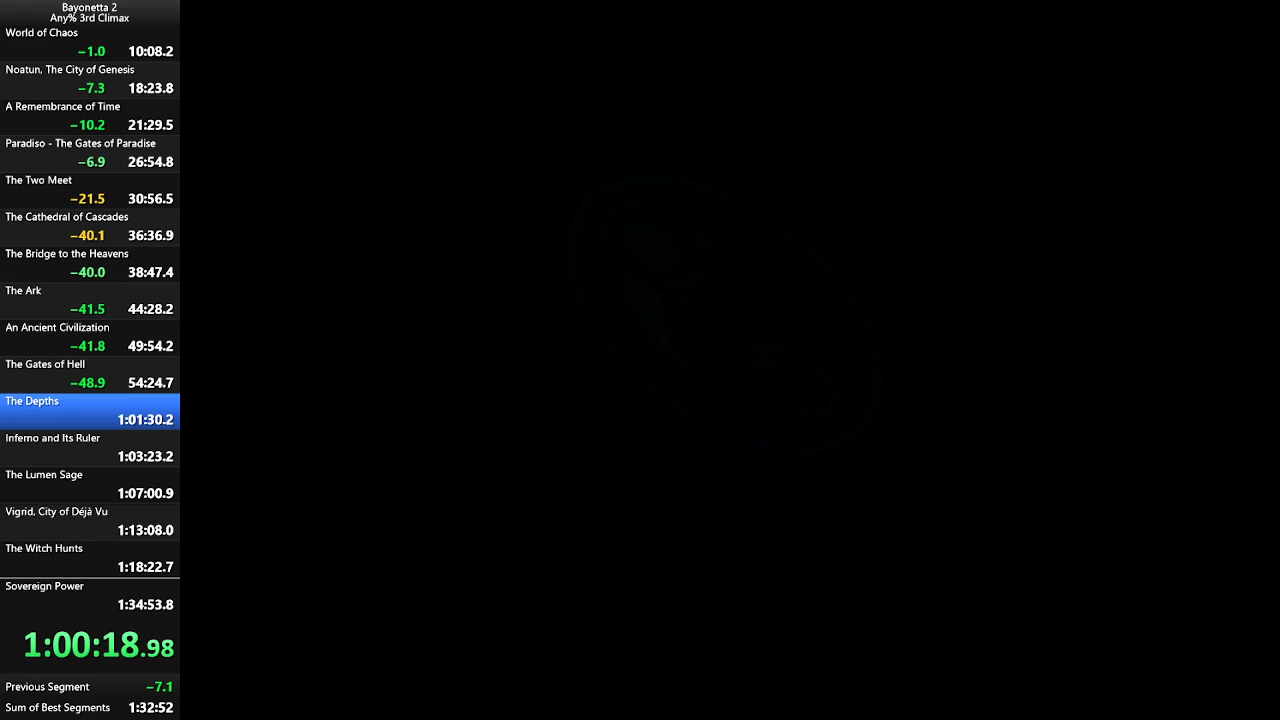 Bayonetta 2
Any% 3rd Climax
World of Chaos
−1.0 10:08.2
Noatun, The City of Genesis
−7.3 18:23.8
A Remembrance of Time
−10.2 21:29.5
Paradiso - The Gates of Paradise
−6.9 26:54.8
The Two Meet
−21.5 30:56.5
The Cathedral of Cascades
−40.1 36:36.9
The Bridge to the Heavens
−40.0 38:47.4
The Ark
−41.5 44:28.2
An Ancient Civilization
−41.8 49:54.2
The Gates of Hell
−48.9 54:24.7
The Depths
1:01:30.2
Inferno and Its Ruler
1:03:23.2
The Lumen Sage
1:07:00.9
Vigrid, City of Déjà Vu
1:13:08.0
The Witch Hunts
1:18:22.7
Sovereign Power
1:34:53.8
1:00:18.98
Previous Segment −7.1
Sum of Best Segments 1:32:52